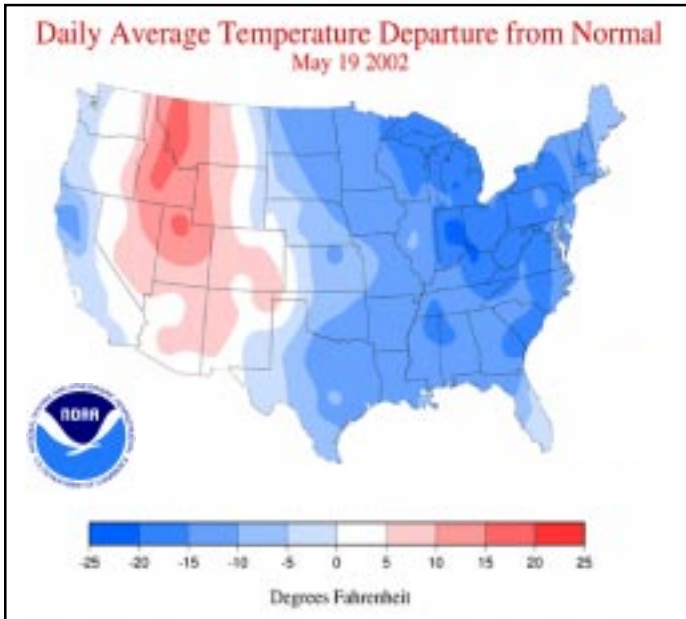 Daily Average Temperature Departure from Normal
May 19 2002
NOAA
-25 -20 -15 -10 -5 0 5 10 15 20 25
Degrees Fahrenheit